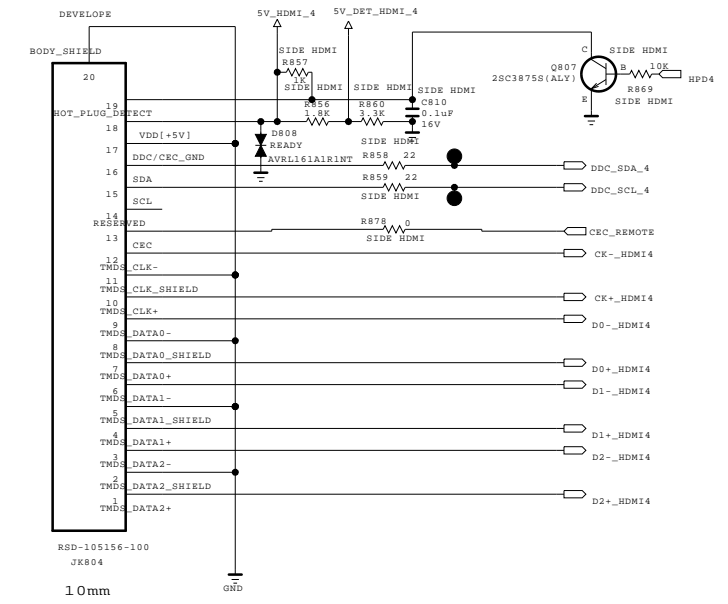 DEVELOPE
5V_HDMI_4
5V_DET_HDMI_4
BODY_SHIELD
20
SIDE HDMI
R857
1K
SIDE HDMI
SIDE HDMI
SIDE HDMI
C
SIDE HDMI
Q807
2SC3875S(ALY)
B
10K
R869
SIDE HDMI
HPD4
E
19
HOT_PLUG_DETECT
R856
1.8K
R860
3.3K
C810
0.1uF
16V
18
VDD[+5V]
D808
READY
AVRL161A1R1NT
SIDE HDMI
17
DDC/CEC_GND
R858
22
DDC_SDA_4
16
SDA
R859
22
SIDE HDMI
DDC_SCL_4
15
SCL
14
RESERVED
R878
0
SIDE HDMI
CEC_REMOTE
13
CEC
CK-_HDMI4
12
TMDS_CLK-
11
TMDS_CLK_SHIELD
CK+_HDMI4
10
TMDS_CLK+
D0-_HDMI4
9
TMDS_DATA0-
8
TMDS_DATA0_SHIELD
D0+_HDMI4
7
TMDS_DATA0+
D1-_HDMI4
6
TMDS_DATA1-
5
TMDS_DATA1_SHIELD
D1+_HDMI4
4
TMDS_DATA1+
D2-_HDMI4
3
TMDS_DATA2-
2
TMDS_DATA2_SHIELD
D2+_HDMI4
1
TMDS_DATA2+
RSD-105156-100
JK804
10mm
GND